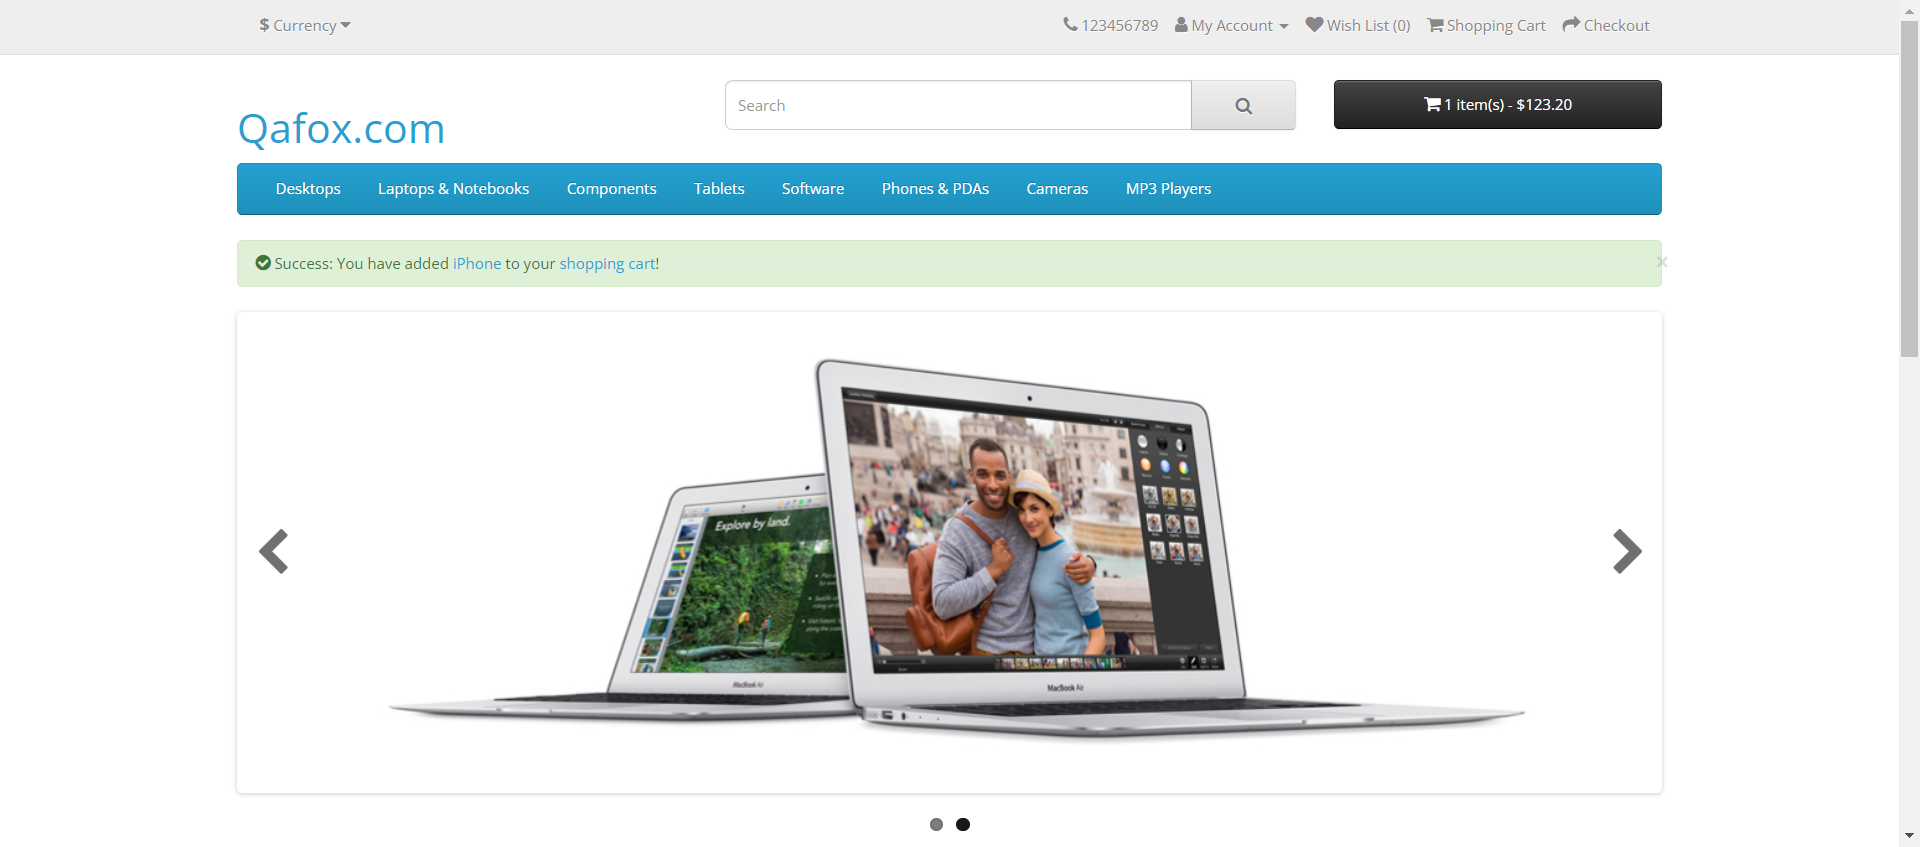 $ Currency
123456789 My Account Wish List (0) Shopping Cart Checkout
Qafox.com
Search
1 item(s) - $123.20
Desktops Laptops & Notebooks Components Tablets Software Phones & PDAs Cameras MP3 Players
Success: You have added iPhone to your shopping cart!
×
Explore by land.
MacBook Air
MacBook Air